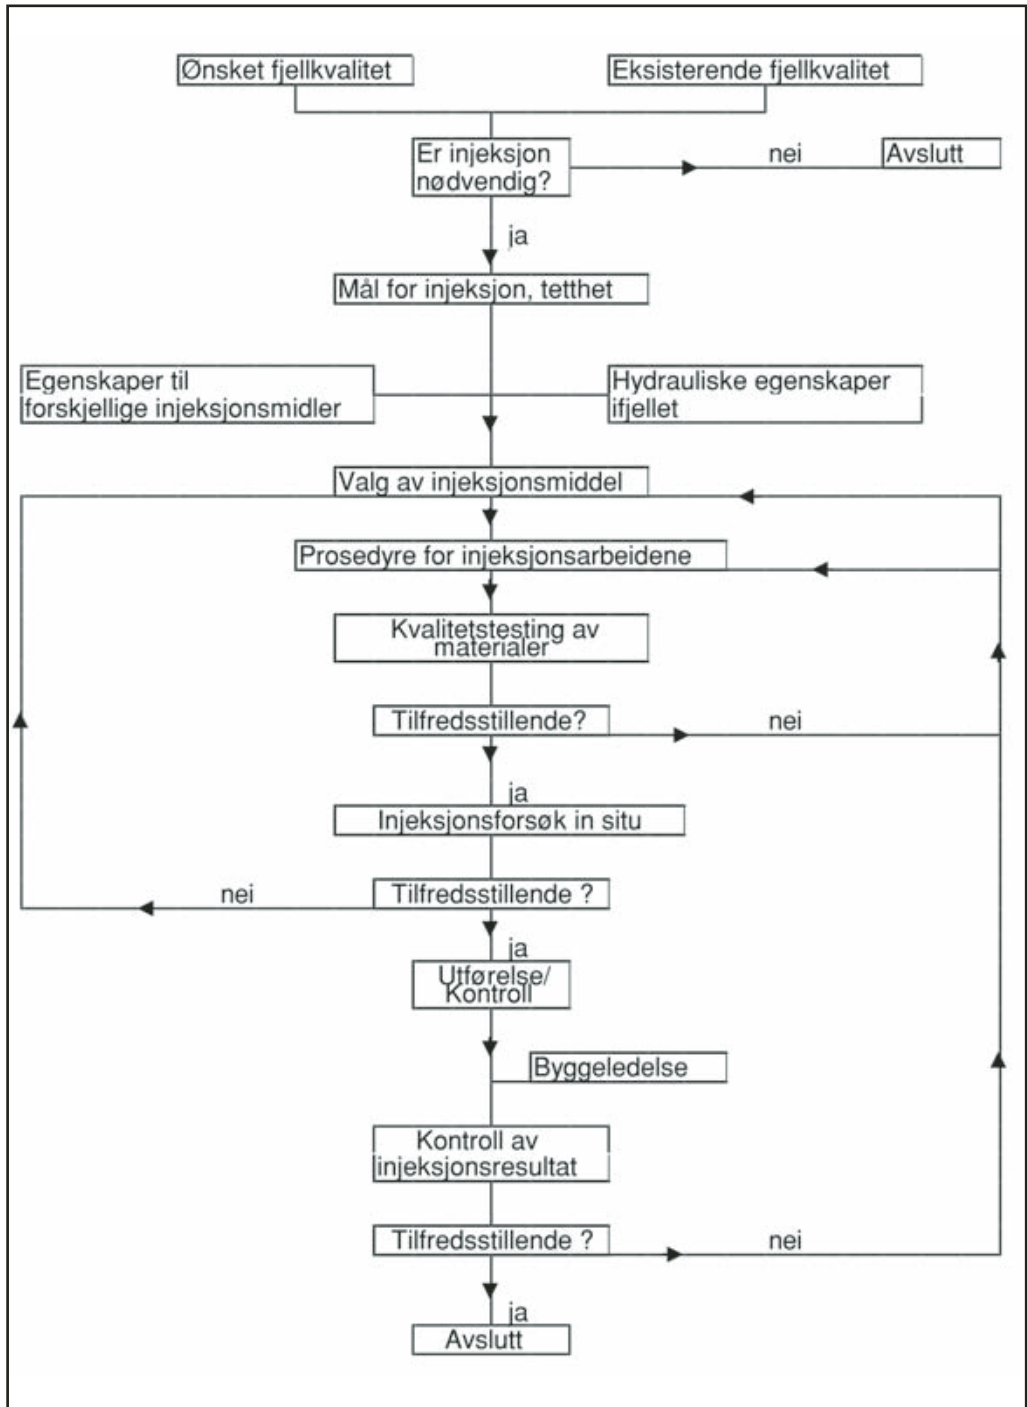 Ønsket fjellkvalitet
Eksisterende fjellkvalitet
Er injeksjon
nødvendig?
nei
Avslutt
ja
Mål for injeksjon, tetthet
Egenskaper til
forskjellige injeksjonsmidler
Hydrauliske egenskaper
ifjellet
Valg av injeksjonsmiddel
Prosedyre for injeksjonsarbeidene
Kvalitetstesting av
materialer
Tilfredsstillende?
nei
ja
Injeksjonsforsøk in situ
nei
Tilfredsstillende ?
ja
Utførelse/
Kontroll
Byggeledelse
Kontroll av
injeksjonsresultat
Tilfredsstillende ?
nei
ja
Avslutt